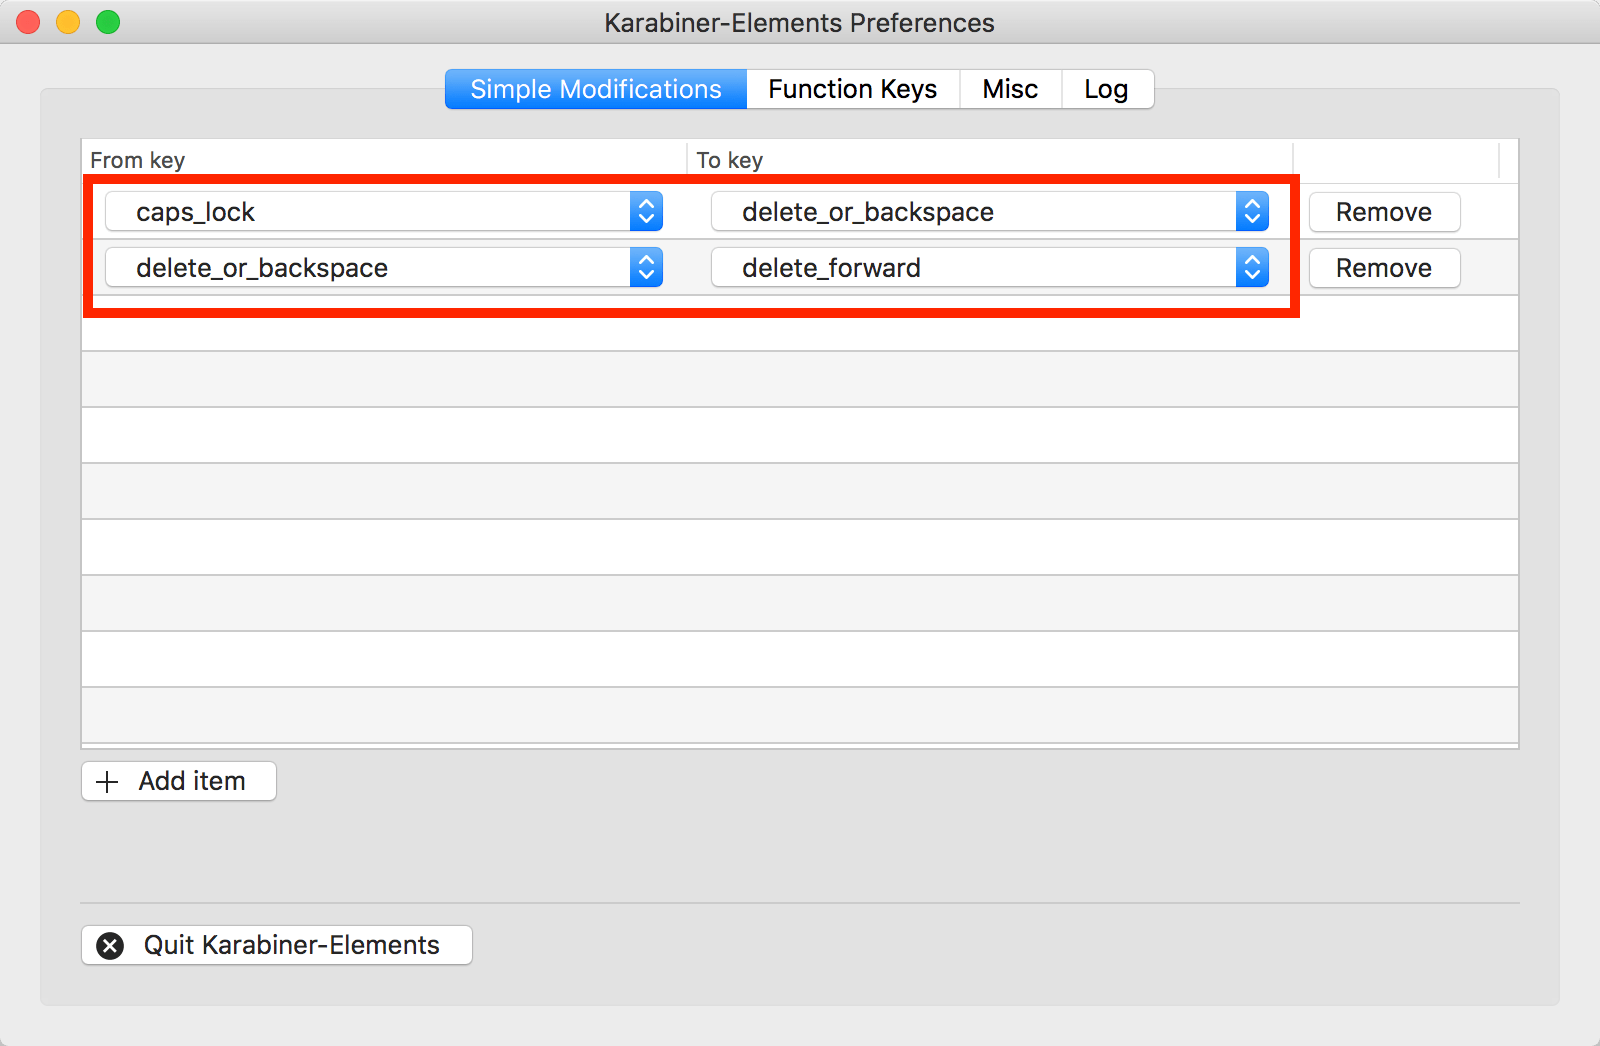 Karabiner-Elements Preferences
Simple Modifications Function Keys Misc Log
From key To key
caps_lock delete_or_backspace Remove
delete_or_backspace delete_forward Remove
Add item
Quit Karabiner-Elements